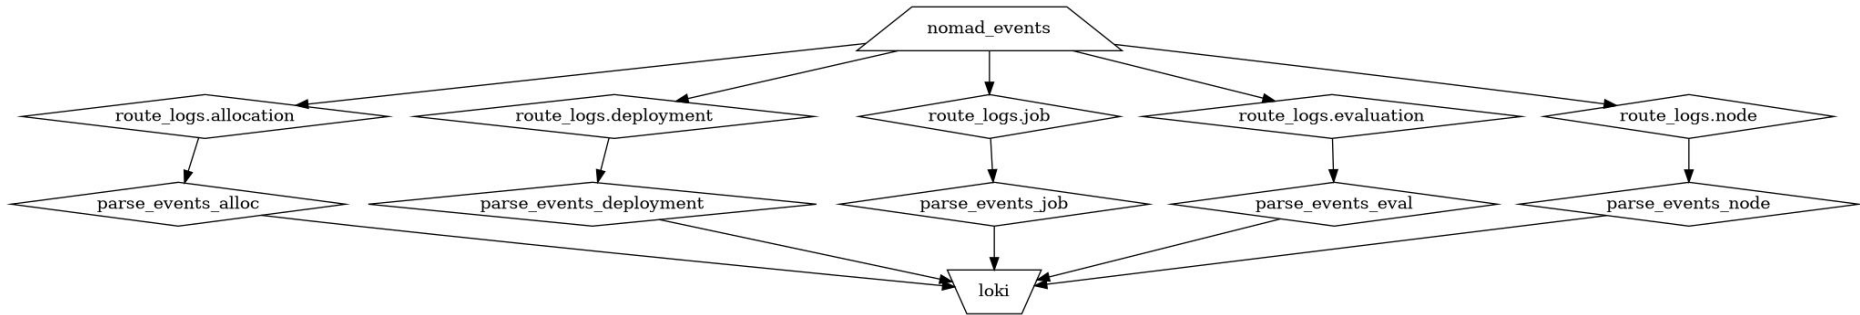 nomad_events
route_logs.allocation
route_logs.deployment
route_logs.job
route_logs.evaluation
route_logs.node
parse_events_alloc
parse_events_deployment
parse_events_job
parse_events_eval
parse_events_node
loki